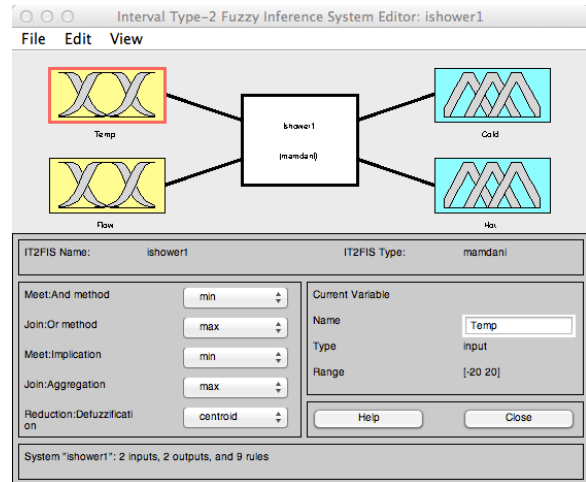 Interval Type-2 Fuzzy Inference System Editor: ishower1
File Edit View
Temp
Cold
ishower1
(mamdani)
Flow
Hot
IT2FIS Name: ishower1 IT2FIS Type: mamdani
Meet:And method min
Join:Or method max
Meet:Implication min
Join:Aggregation max
Reduction:Defuzzificati
on
centroid
Current Variable
Name Temp
Type input
Range [-20 20]
Help Close
System "ishower1": 2 inputs, 2 outputs, and 9 rules